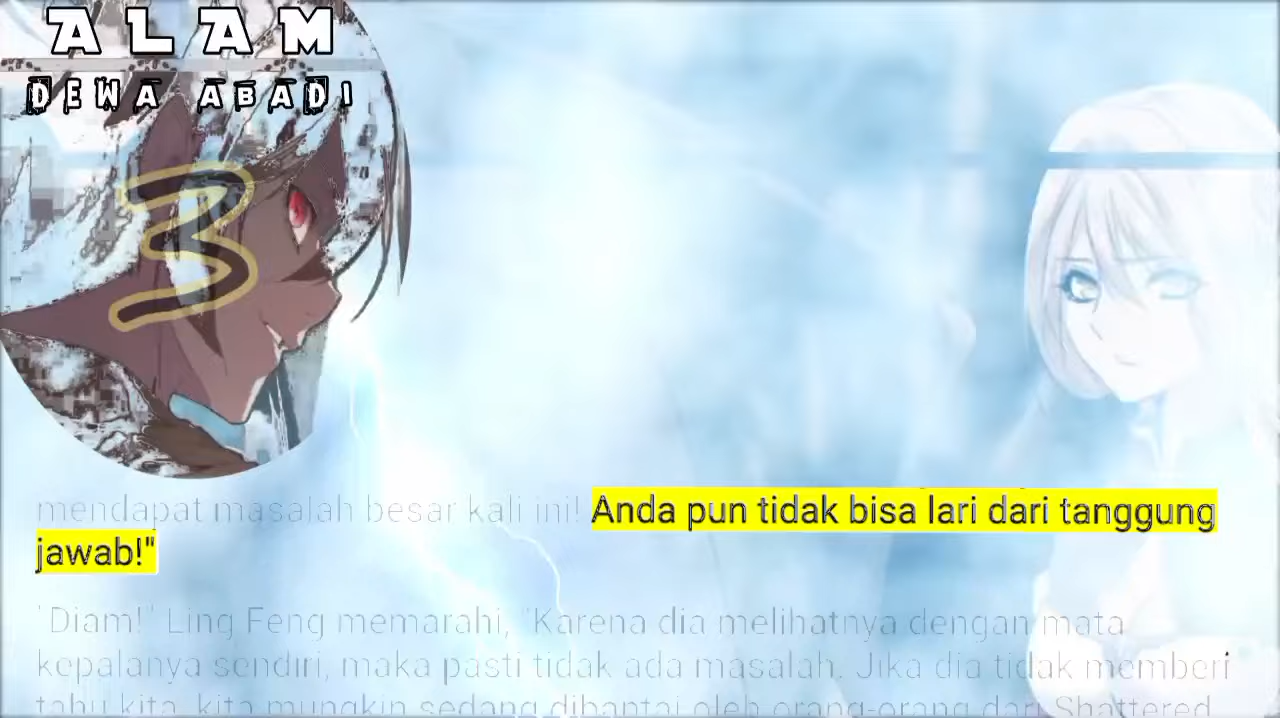 ALAM
DEWA ABADI
3
mendapat masalah besar kali ini! Anda pun tidak bisa lari dari tanggung
jawab!"
"Diam!" Ling Feng memarahi, "Karena dia melihatnya dengan mata
kepalanya sendiri, maka pasti tidak ada masalah. Jika dia tidak memberi
tahu kita, kita mungkin sedang dibantai oleh orang-orang dari Shattered